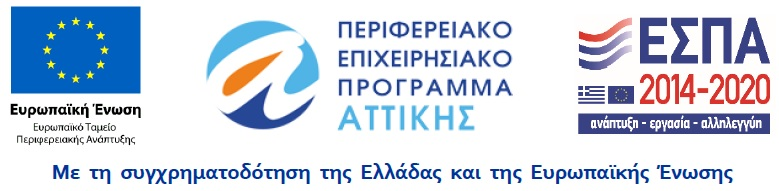 Ευρωπαϊκή Ένωση
Ευρωπαϊκό Ταμείο
Περιφερειακής Ανάπτυξης
ΠΕΡΙΦΕΡΕΙΑΚΟ
ΕΠΙΧΕΙΡΗΣΙΑΚΟ
ΠΡΟΓΡΑΜΜΑ
ΑΤΤΙΚΗΣ
ΕΣΠΑ
2014-2020
ανάπτυξη - εργασία - αλληλεγγύη
Με τη συγχρηματοδότηση της Ελλάδας και της Ευρωπαϊκής Ένωσης